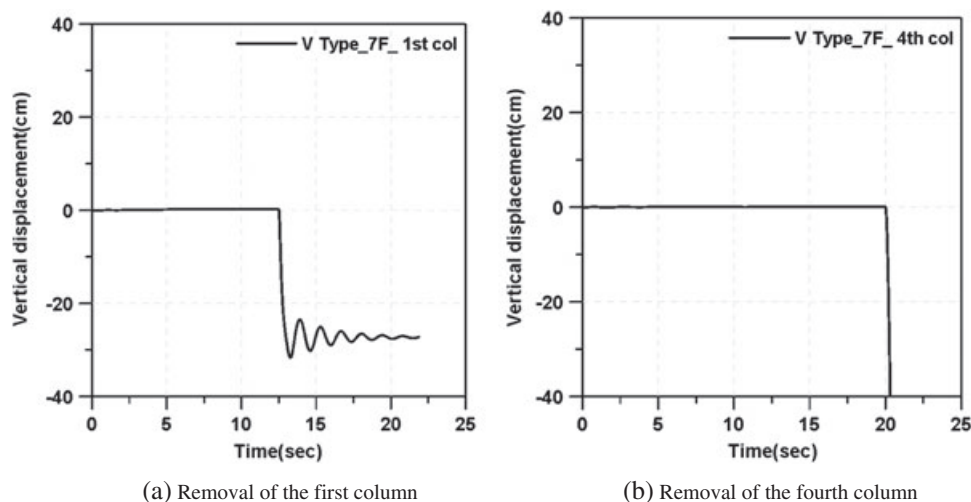 V Type_7F_ 1st col
Vertical displacement(cm)
40
20
0
-20
-40
0 5 10 15 20 25
Time(sec)
(a) Removal of the first column
V Type_7F_ 4th col
Vertical displacement(cm)
40
20
0
-20
-40
0 5 10 15 20 25
Time(sec)
(b) Removal of the fourth column